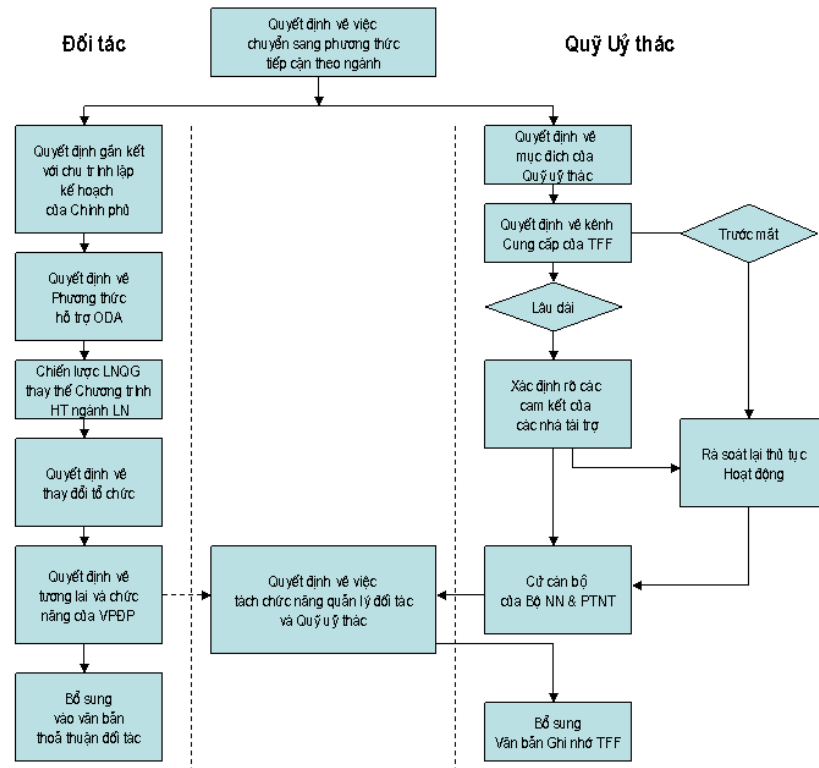 Đối tác
Quyết định về việc
chuyển sang phương thức
tiếp cận theo ngành
Quỹ Uỷ thác
Quyết định gắn kết
với chu trình lập
kế hoạch
của Chính phủ
Quyết định về
Phương thức
hỗ trợ ODA
Chiến lược LNQG
thay thế Chương trình
HT ngành LN
Quyết định về
thay đổi tổ chức
Quyết định về
tương lai và chức
năng của VPĐP
Bổ sung
vào văn bản
thoả thuận đối tác
Quyết định về việc
tách chức năng quản lý đối tác
và Quỹ uỷ thác
Quyết định về
mục đích của
Quỹ uỷ thác
Quyết định về kênh
Cung cấp của TFF
Trước mắt
Lâu dài
Xác định rõ các
cam kết của
các nhà tài trợ
Rà soát lại thủ tục
Hoạt động
Cử cán bộ
của Bộ NN & PTNT
Bổ sung
Văn bản Ghi nhớ TFF